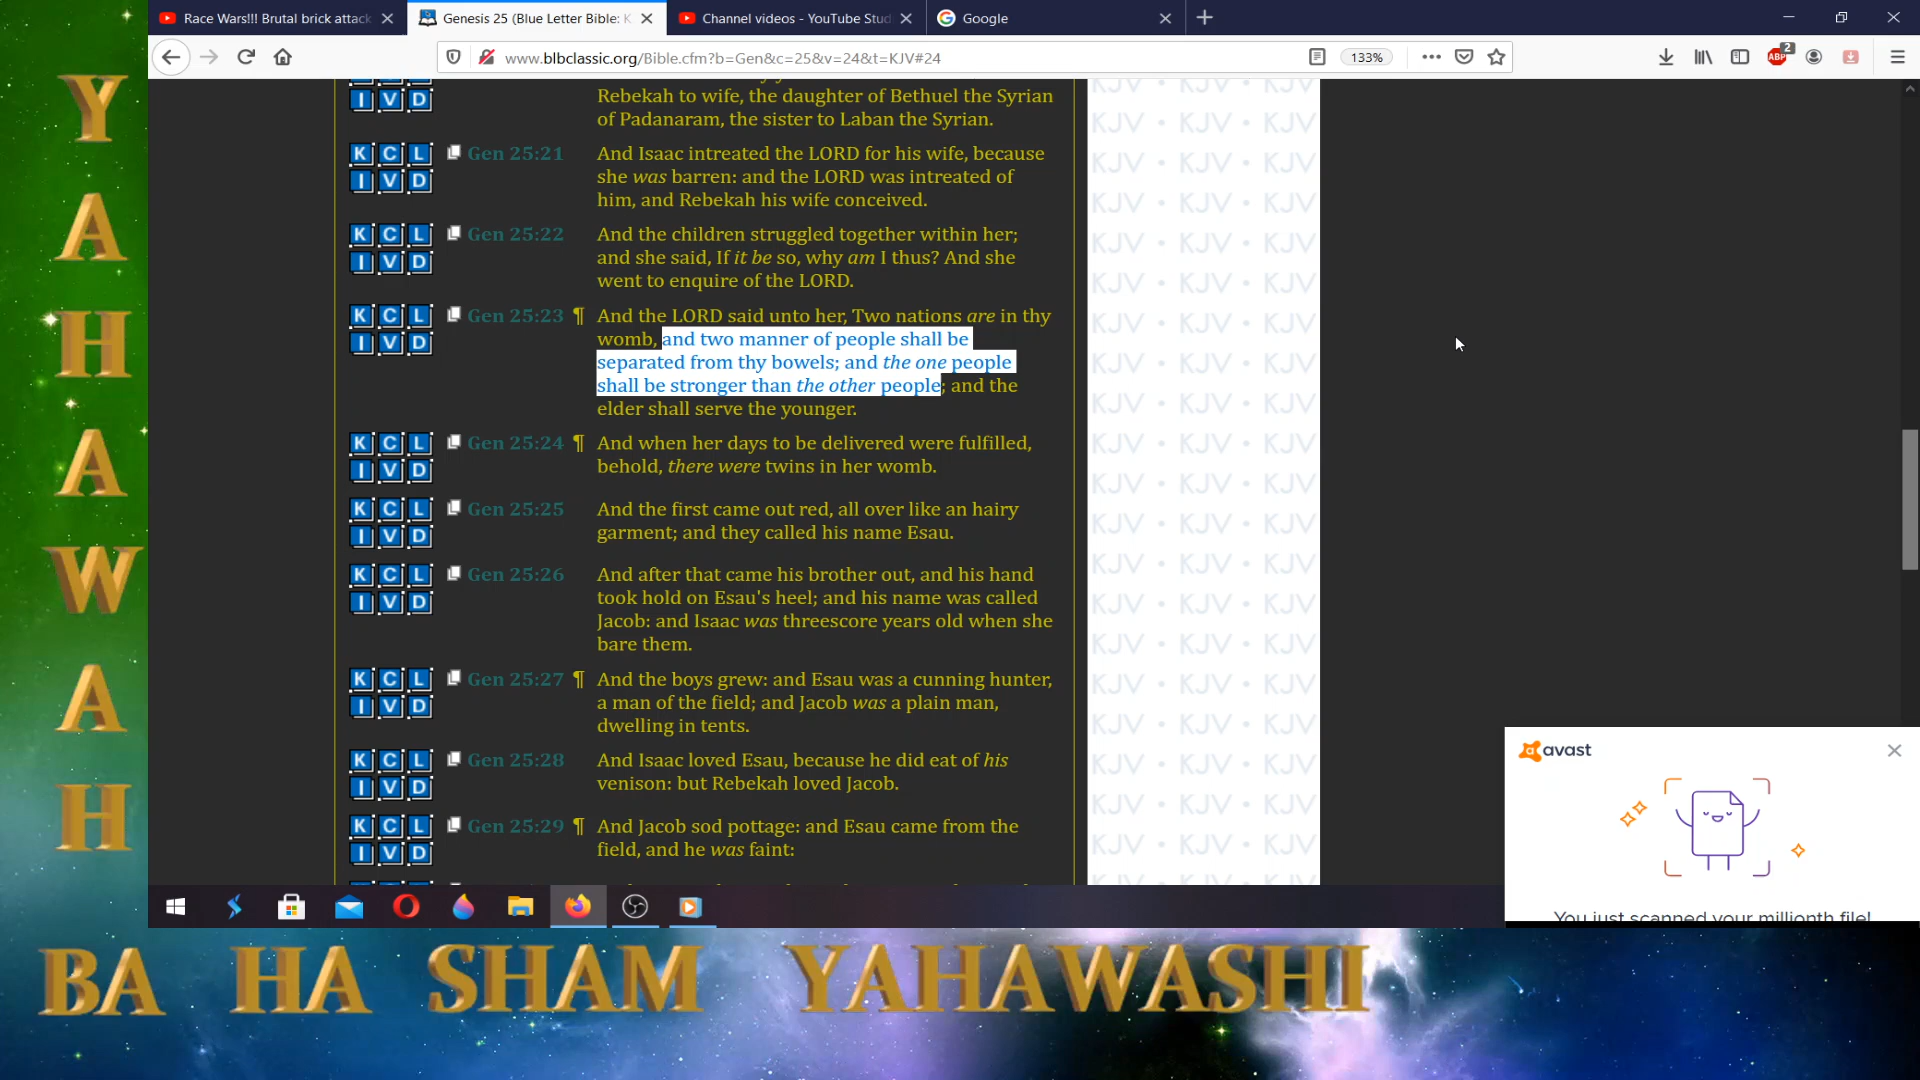 Race Wars!!! Brutal brick attack
Genesis 25 (Blue Letter Bible: K
Channel videos - YouTube Stud
Google
www.blbclassic.org/Bible.cfm?b=Gen&c=25&v=24&t=KJV#24
133%
ABP
2
Rebekah to wife, the daughter of Bethuel the Syrian
of Padanaram, the sister to Laban the Syrian.
I V D
K C L
I V D
Gen 25:21
And Isaac intreated the LORD for his wife, because
she was barren: and the LORD was intreated of
him, and Rebekah his wife conceived.
K C L
I V D
Gen 25:22
And the children struggled together within her;
and she said, If it be so, why am I thus? And she
went to enquire of the LORD.
K C L
I V D
Gen 25:23 ¶
And the LORD said unto her, Two nations are in thy
womb, and two manner of people shall be
separated from thy bowels; and the one people
shall be stronger than the other people; and the
elder shall serve the younger.
K C L
I V D
Gen 25:24 ¶
And when her days to be delivered were fulfilled,
behold, there were twins in her womb.
K C L
I V D
Gen 25:25
And the first came out red, all over like an hairy
garment; and they called his name Esau.
K C L
I V D
Gen 25:26
And after that came his brother out, and his hand
took hold on Esau's heel; and his name was called
Jacob: and Isaac was threescore years old when she
bare them.
K C L
I V D
Gen 25:27 ¶
And the boys grew: and Esau was a cunning hunter,
a man of the field; and Jacob was a plain man,
dwelling in tents.
K C L
I V D
Gen 25:28
And Isaac loved Esau, because he did eat of his
venison: but Rebekah loved Jacob.
K C L
I V D
Gen 25:29 ¶
And Jacob sod pottage: and Esau came from the
field, and he was faint:
KJV • KJV • KJV
avast
You just scanned your millionth file!
YAHAWAH
BA HA SHAM YAHAWASHI